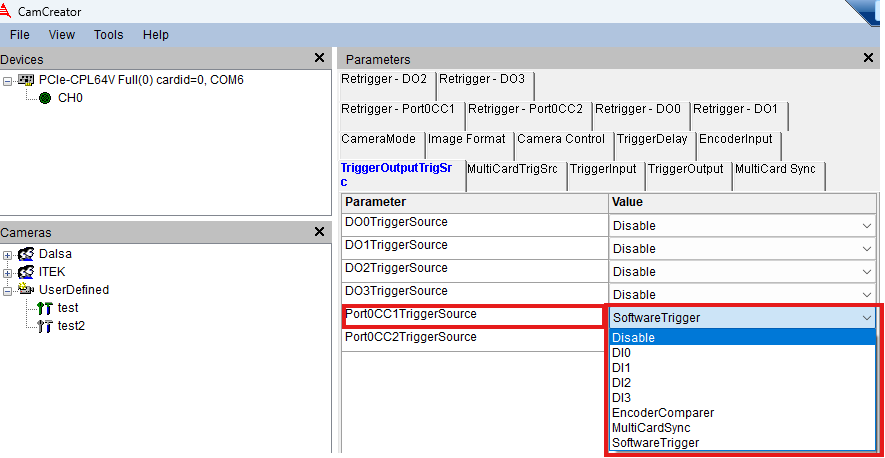 CamCreator
File View Tools Help
Devices
PCIe-CPL64V Full(0) cardid=0, COM6
CH0
Cameras
Dalsa
ITEK
UserDefined
test
test2
Parameters
Retrigger - DO2 Retrigger - DO3
Retrigger - Port0CC1 Retrigger - Port0CC2 Retrigger - DO0 Retrigger - DO1
CameraMode Image Format Camera Control TriggerDelay EncoderInput
TriggerOutputTrigSr
c
MultiCardTrigSrc TriggerInput TriggerOutput MultiCard Sync
Parameter Value
DO0TriggerSource Disable
DO1TriggerSource Disable
DO2TriggerSource Disable
DO3TriggerSource Disable
Port0CC1TriggerSource SoftwareTrigger
Port0CC2TriggerSource
Disable
DI0
DI1
DI2
DI3
EncoderComparer
MultiCardSync
SoftwareTrigger